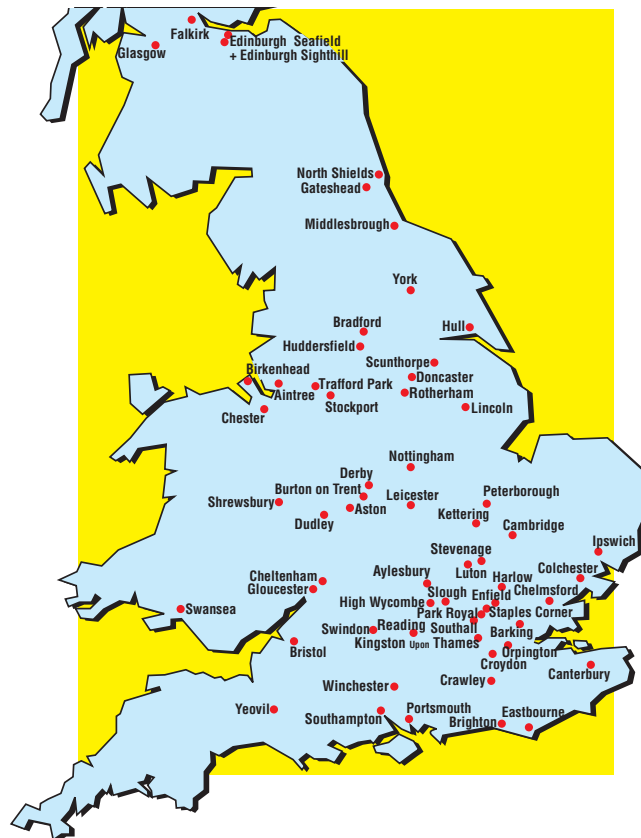 Falkirk
Edinburgh Seafield
+ Edinburgh Sighthill
Glasgow
North Shields
Gateshead
Middlesbrough
York
Bradford
Hull
Huddersfield
Scunthorpe
Birkenhead
Doncaster
Aintree
Trafford Park
Rotherham
Stockport
Chester
Lincoln
Nottingham
Derby
Burton on Trent
Shrewsbury
Leicester
Peterborough
Aston
Dudley
Kettering
Cambridge
Ipswich
Stevenage
Luton
Aylesbury
Harlow
Colchester
Cheltenham
Gloucester
Slough
Enfield
Chelmsford
High Wycombe
Swansea
Park Royal
Staples Corner
Swindon
Reading
Southall
Barking
Bristol
Kingston Upon Thames
Orpington
Croydon
Canterbury
Crawley
Winchester
Yeovil
Southampton
Portsmouth
Brighton
Eastbourne